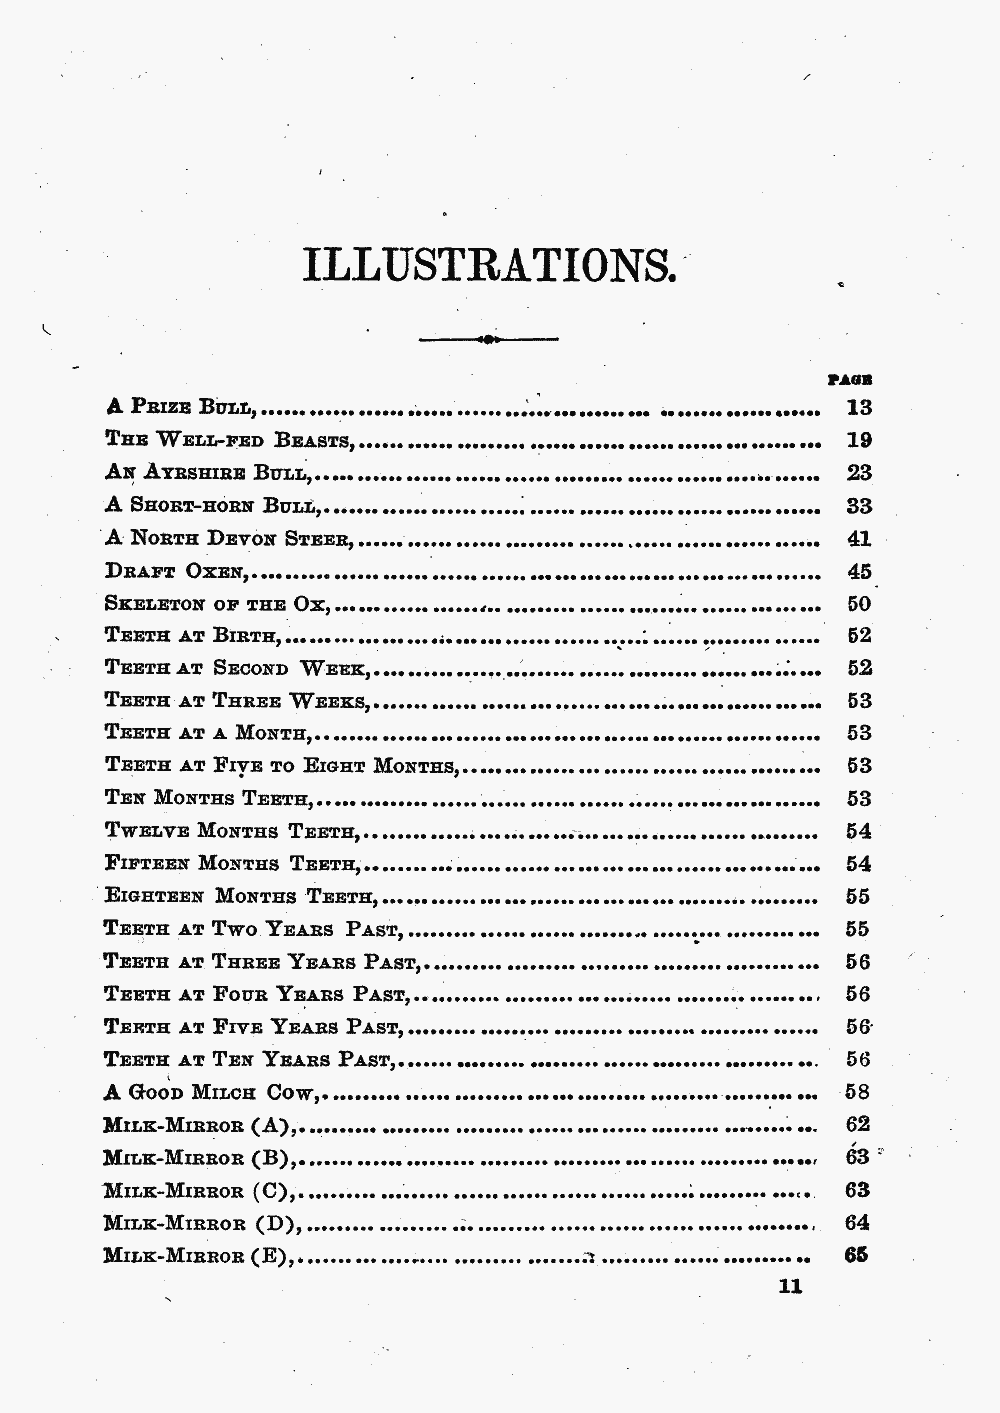 ILLUSTRATIONS.
PAGE
A Prize Bull, 13
The Well-fed Beasts, 19
An Ayrshire Bull, 23
A Short-horn Bull, 33
A North Devon Steer, 41
Draft Oxen, 45
Skeleton of the Ox, 50
Teeth at Birth, 52
Teeth at Second Week, 52
Teeth at Three Weeks, 53
Teeth at a Month, 53
Teeth at Five to Eight Months, 53
Ten Months Teeth, 53
Twelve Months Teeth, 54
Fifteen Months Teeth, 54
Eighteen Months Teeth, 55
Teeth at Two Years Past, 55
Teeth at Three Years Past, 56
Teeth at Four Years Past, 56
Teeth at Five Years Past, 56
Teeth at Ten Years Past, 56
A Good Milch Cow, 58
Milk-Mirror (A), 62
Milk-Mirror (B), 63
Milk-Mirror (C), 63
Milk-Mirror (D), 64
Milk-Mirror (E), 65
11